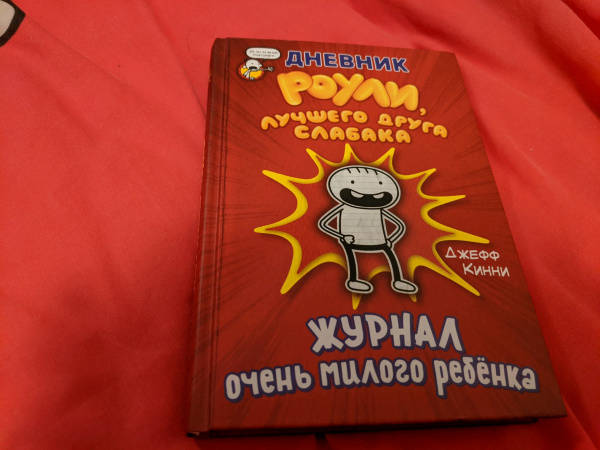 ДНЕВНИК
РОУЛИ,
ЛУЧШЕГО ДРУГА
СЛАБАКА
ДЖЕФФ
КИННИ
ЖУРНАЛ
очень милого ребёнка